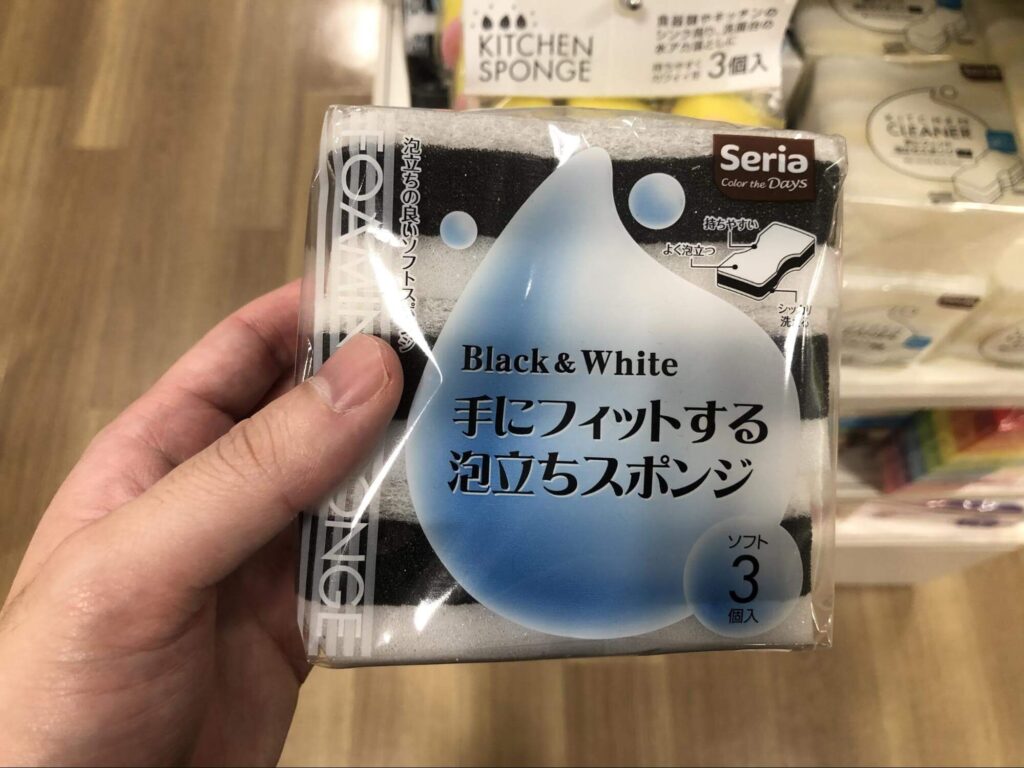 KITCHEN
SPONGE
食器類やキッチンの
シンク周り、洗面台の
水アカ落としに
3個入
Seria
KITCHEN
CLEANER
Seria
Color the Days
泡立ちの良いソフトスポンジ
持ちやすい
よく泡立つ
Black & White
手にフィットする
泡立ちスポンジ
ソフト
3
個入